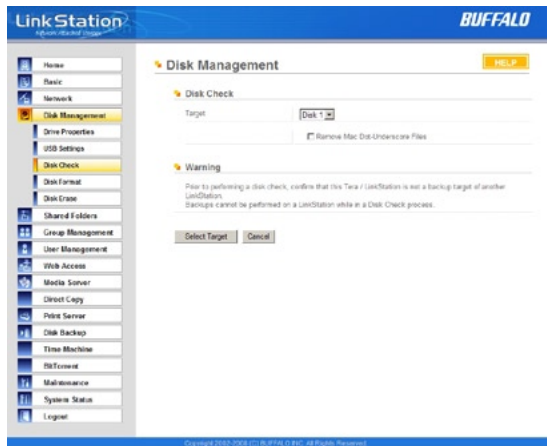 LinkStation
Network Attached Storage
BUFFALO
Home
Basic
Network
Disk Management
Drive Properties
USB Settings
Disk Check
Disk Format
Disk Erase
Shared Folders
Group Management
User Management
Web Access
Media Server
Direct Copy
Print Server
Disk Backup
Time Machine
BitTorrent
Maintenance
System Status
Logout
Disk Management
HELP
Disk Check
Target
Disk 1
Remove Mac Dot-Underscore Files
Warning
Prior to performing a disk check, confirm that this Tera / LinkStation is not a backup target of another
LinkStation.
Backups cannot be performed on a LinkStation while in a Disk Check process.
Select Target
Cancel
Copyright 2002-2008 (C) BUFFALO INC. All Rights Reserved.